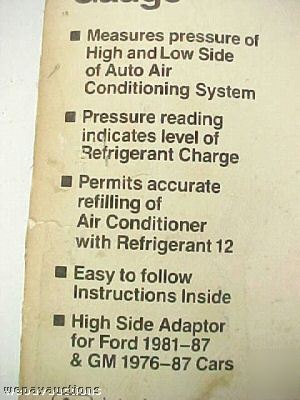 Gauge
■ Measures pressure of
High and Low Side
of Auto Air
Conditioning System
■ Pressure reading
indicates level of
Refrigerant Charge
■ Permits accurate
refilling of
Air Conditioner
with Refrigerant 12
■ Easy to follow
Instructions Inside
■ High Side Adaptor
for Ford 1981-87
& GM 1976-87 Cars